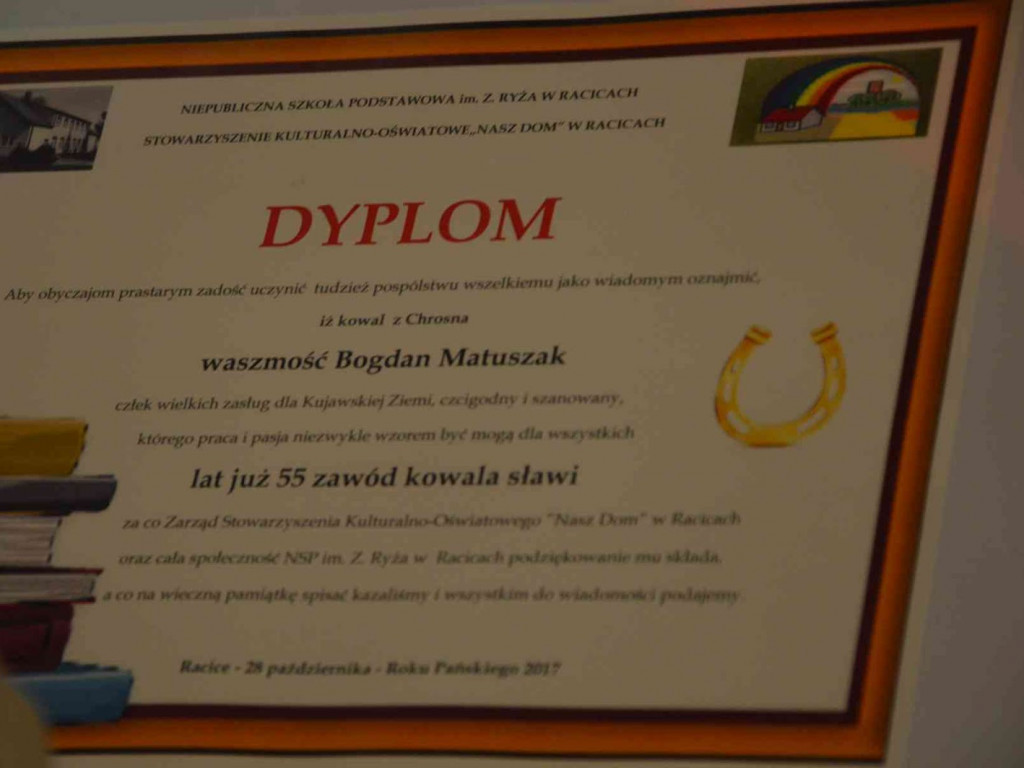 NIEPUBLICZNA SZKOŁA PODSTAWOWA im. Z. RYŻA W RACICACH
STOWARZYSZENIE KULTURALNO-OŚWIATOWE„NASZ DOM" W RACICACH
DYPLOM
Aby obyczajom prastarym zadość uczynić tudzież pospólstwu wszelkiemu jako wiadomym oznajmić,
iż kowal z Chrosna
waszmość Bogdan Matuszak
człek wielkich zasług dla Kujawskiej Ziemi, czcigodny i szanowany,
którego praca i pasja niezwykle wzorem być mogą dla wszystkich
lat już 55 zawód kowala sławi
za co Zarząd Stowarzyszenia Kulturalno-Oświatowego "Nasz Dom" w Racicach
oraz cała społeczność NSP im. Z. Ryża w Racicach podziękowanie mu składa,
a co na wieczną pamiątkę spisać kazaliśmy i wszystkim do wiadomości podajemy.
Racice - 28 października - Roku Pańskiego 2017